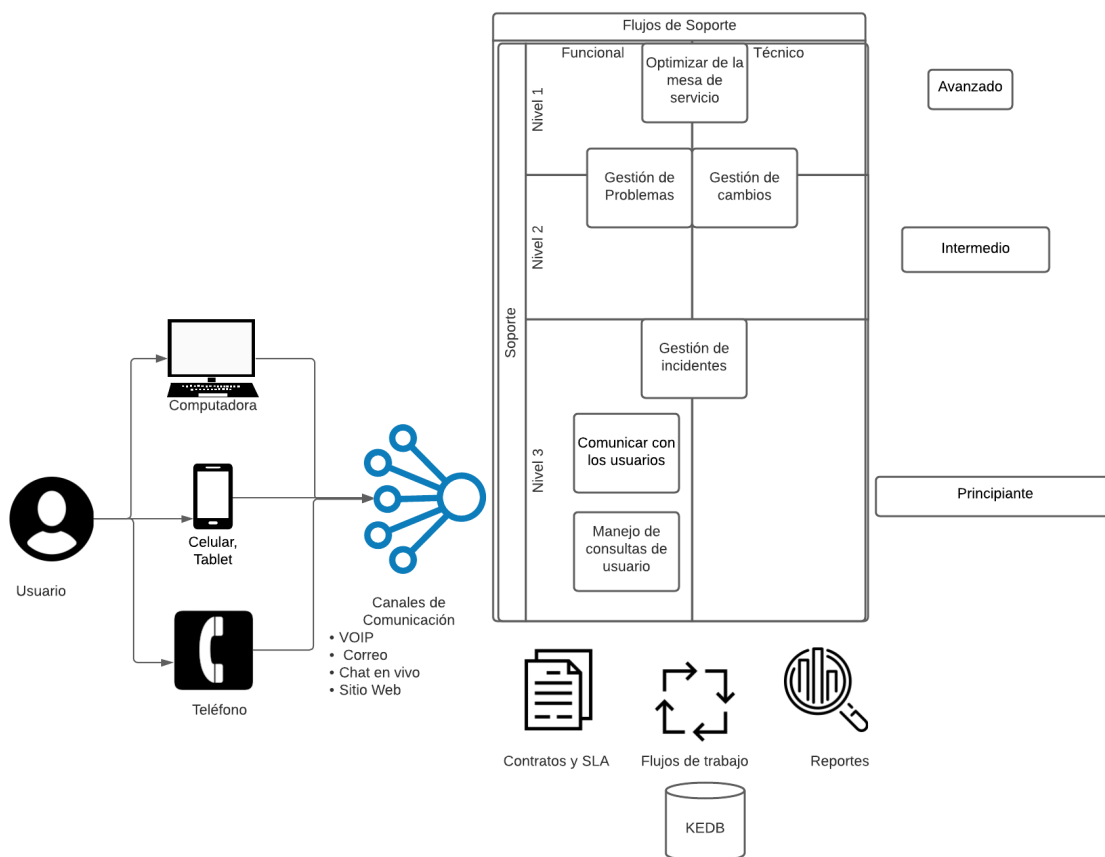 Flujos de Soporte
Funcional
Técnico
Soporte
Nivel 1
Optimizar de la
mesa de
servicio
Avanzado
Gestión de
Problemas
Gestión de
cambios
Nivel 2
Intermedio
Gestión de
incidentes
Nivel 3
Comunicar con
los usuarios
Principiante
Manejo de
consultas de
usuario
Computadora
Celular,
Tablet
Usuario
Teléfono
Canales de
Comunicación
• VOIP
• Correo
• Chat en vivo
• Sitio Web
Contratos y SLA
Flujos de trabajo
Reportes
KEDB